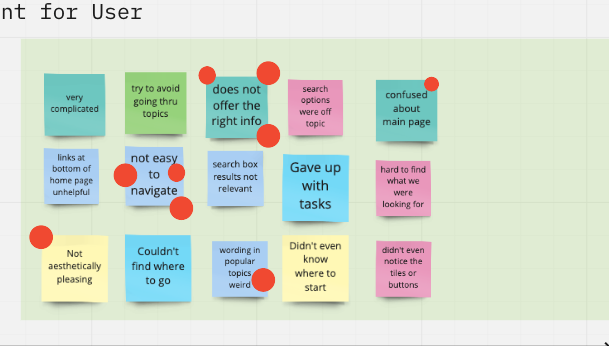 nt for User
very
complicated
try to avoid
going thru
topics
does not
offer the
right info
search
options
were off
topic
confused
about
main page
links at
bottom of
home page
unhelpful
not easy
to
navigate
search box
results not
relevant
Gave up
with
tasks
hard to find
what we
were
looking for
Not
aesthetically
pleasing
Couldn't
find where
to go
wording in
popular
topics
weird
Didn't even
know
where to
start
didn't even
notice the
tiles or
buttons